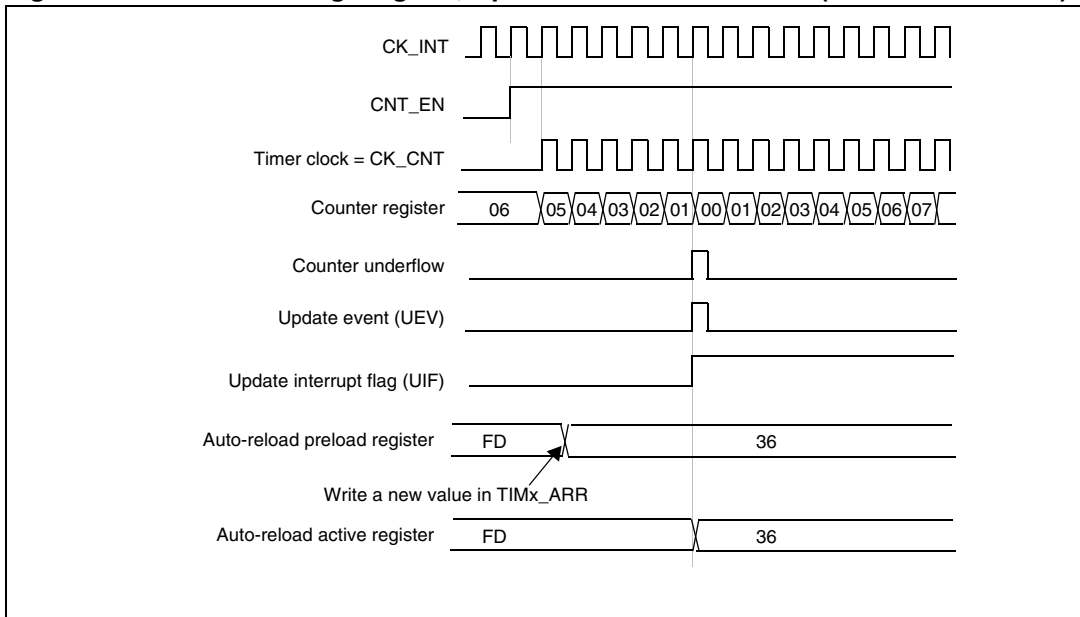 CK_INT
CNT_EN
Timer clock = CK_CNT
Counter register 06 05 04 03 02 01 00 01 02 03 04 05 06 07
Counter underflow
Update event (UEV)
Update interrupt flag (UIF)
Auto-reload preload register FD 36
Write a new value in TIMx_ARR
Auto-reload active register FD 36